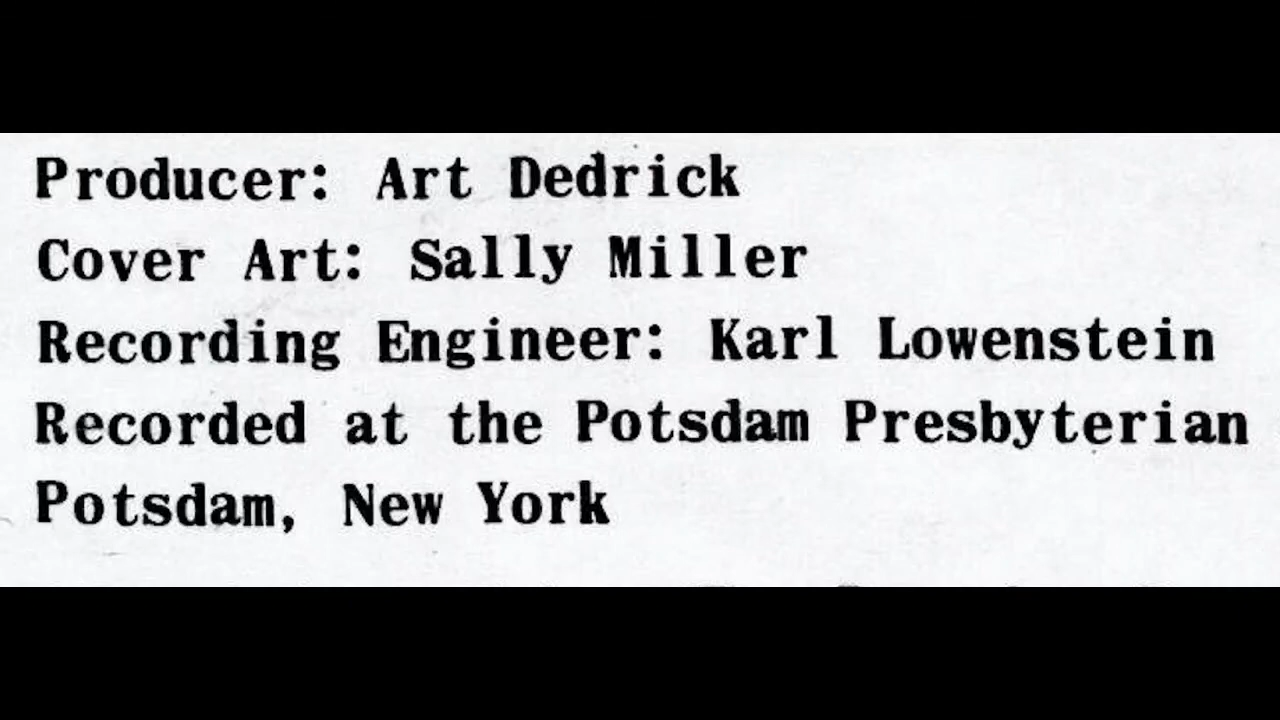 Producer: Art Dedrick
Cover Art: Sally Miller
Recording Engineer: Karl Lowenstein
Recorded at the Potsdam Presbyterian
Potsdam, New York